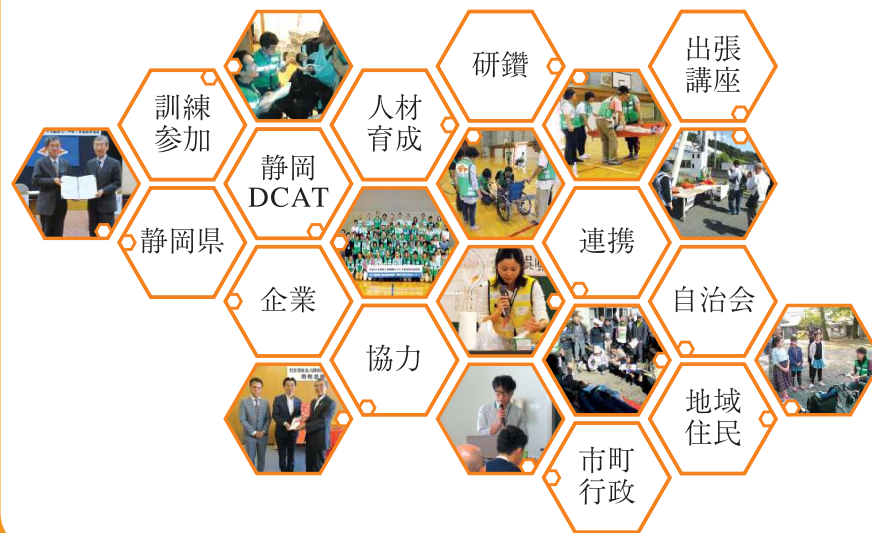 研鑽
出張
講座
訓練
参加
人材
育成
静岡
DCAT
静岡県
連携
企業
自治会
協力
地域
住民
市町
行政